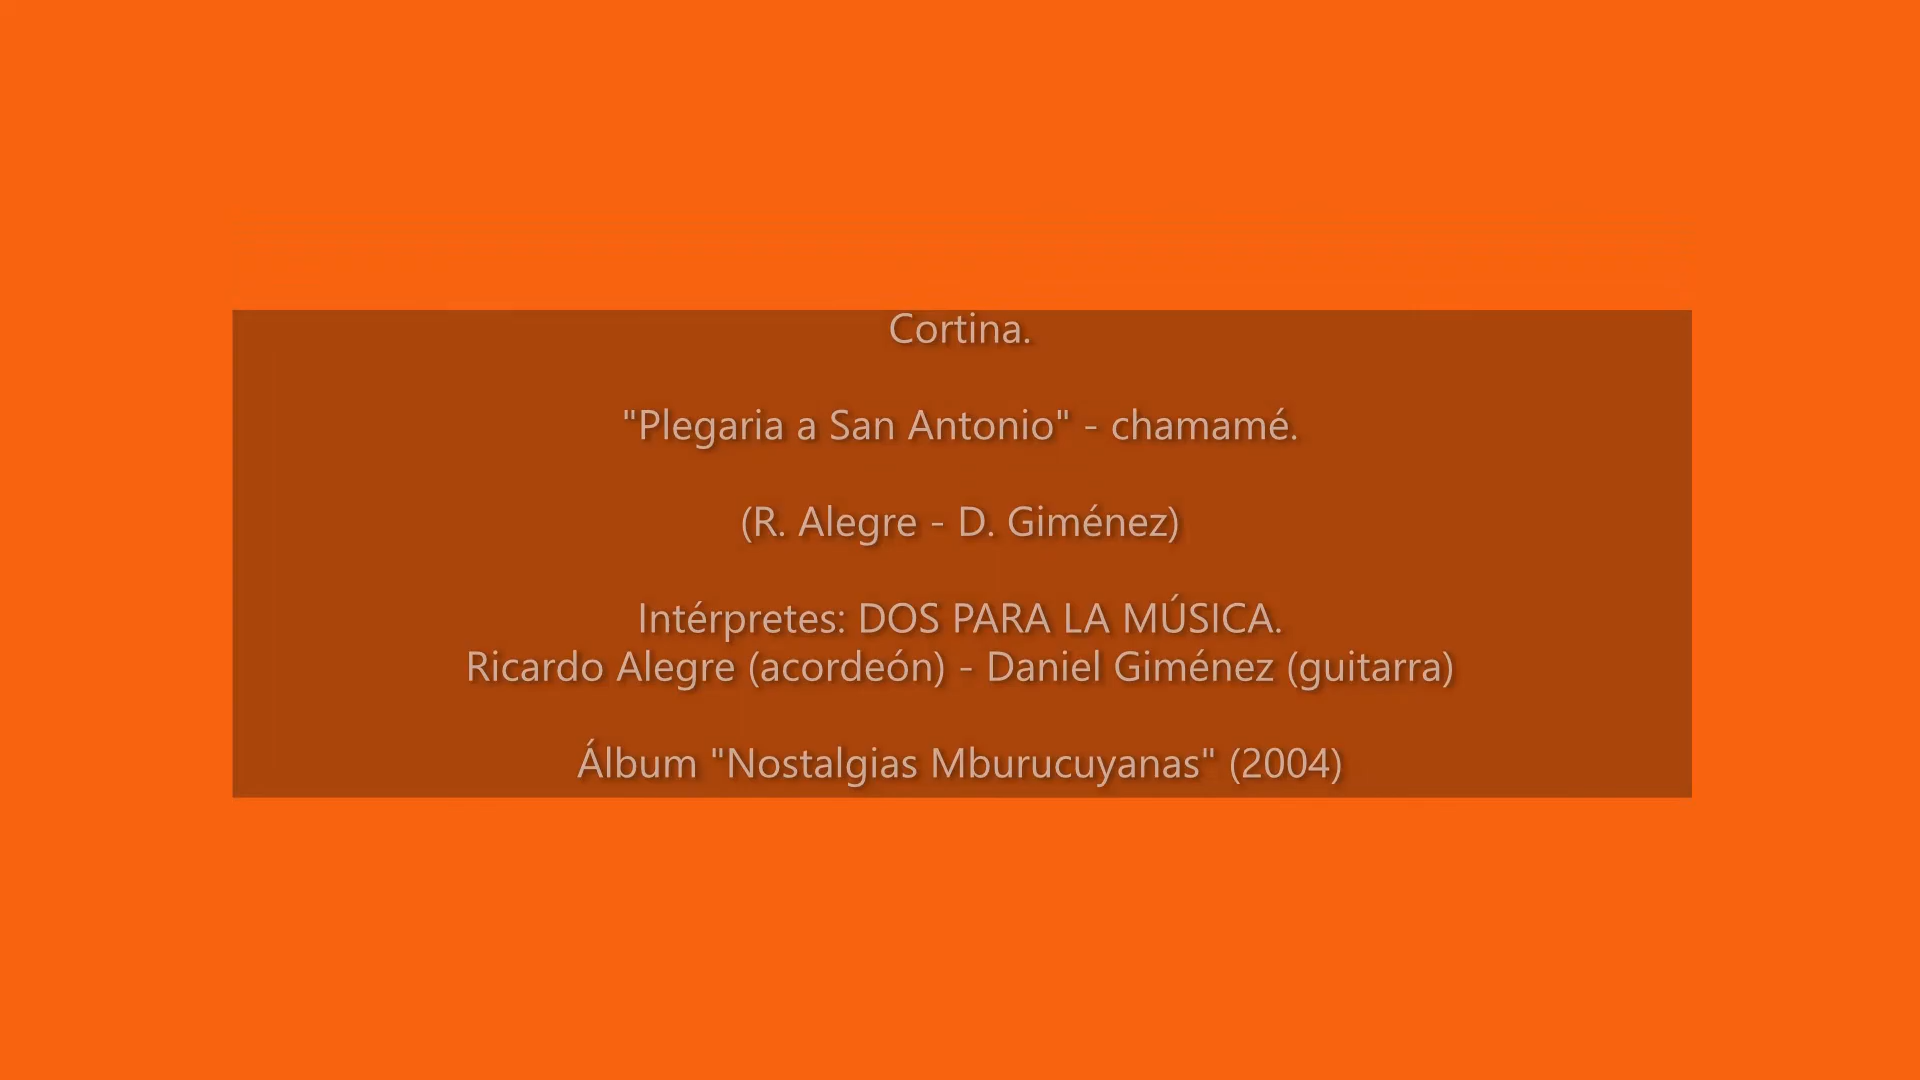 Cortina.
"Plegaria a San Antonio" - chamamé.
(R. Alegre - D. Giménez)
Intérpretes: DOS PARA LA MÚSICA.
Ricardo Alegre (acordeón) - Daniel Giménez (guitarra)
Álbum "Nostalgias Mburucuyanas" (2004)